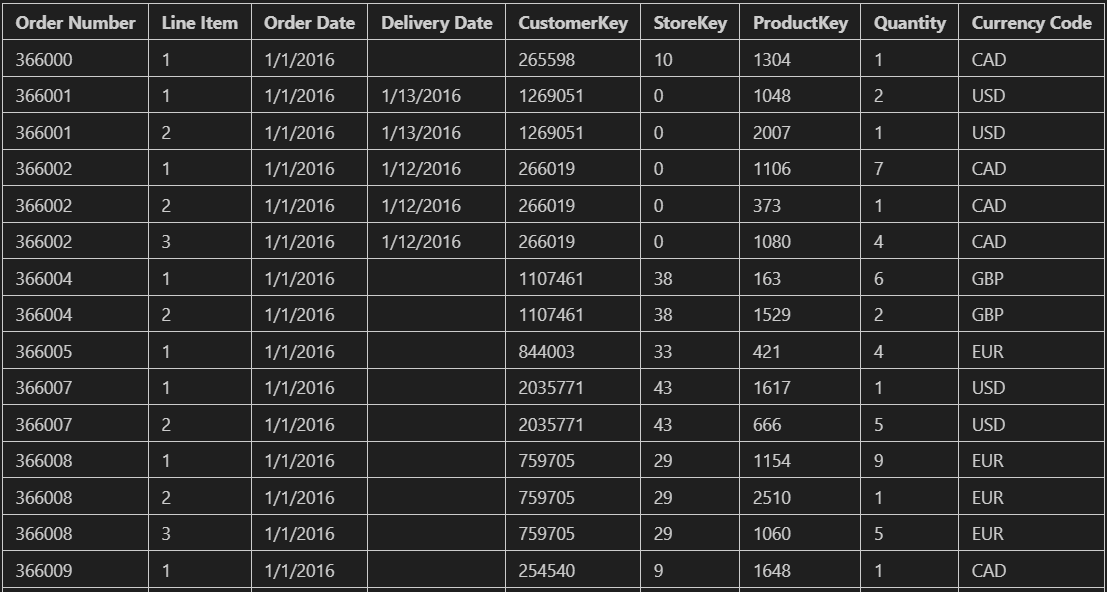 Order Number Line Item Order Date Delivery Date CustomerKey StoreKey ProductKey Quantity Currency Code
366000 1 1/1/2016 265598 10 1304 1 CAD
366001 1 1/1/2016 1/13/2016 1269051 0 1048 2 USD
366001 2 1/1/2016 1/13/2016 1269051 0 2007 1 USD
366002 1 1/1/2016 1/12/2016 266019 0 1106 7 CAD
366002 2 1/1/2016 1/12/2016 266019 0 373 1 CAD
366002 3 1/1/2016 1/12/2016 266019 0 1080 4 CAD
366004 1 1/1/2016 1107461 38 163 6 GBP
366004 2 1/1/2016 1107461 38 1529 2 GBP
366005 1 1/1/2016 844003 33 421 4 EUR
366007 1 1/1/2016 2035771 43 1617 1 USD
366007 2 1/1/2016 2035771 43 666 5 USD
366008 1 1/1/2016 759705 29 1154 9 EUR
366008 2 1/1/2016 759705 29 2510 1 EUR
366008 3 1/1/2016 759705 29 1060 5 EUR
366009 1 1/1/2016 254540 9 1648 1 CAD